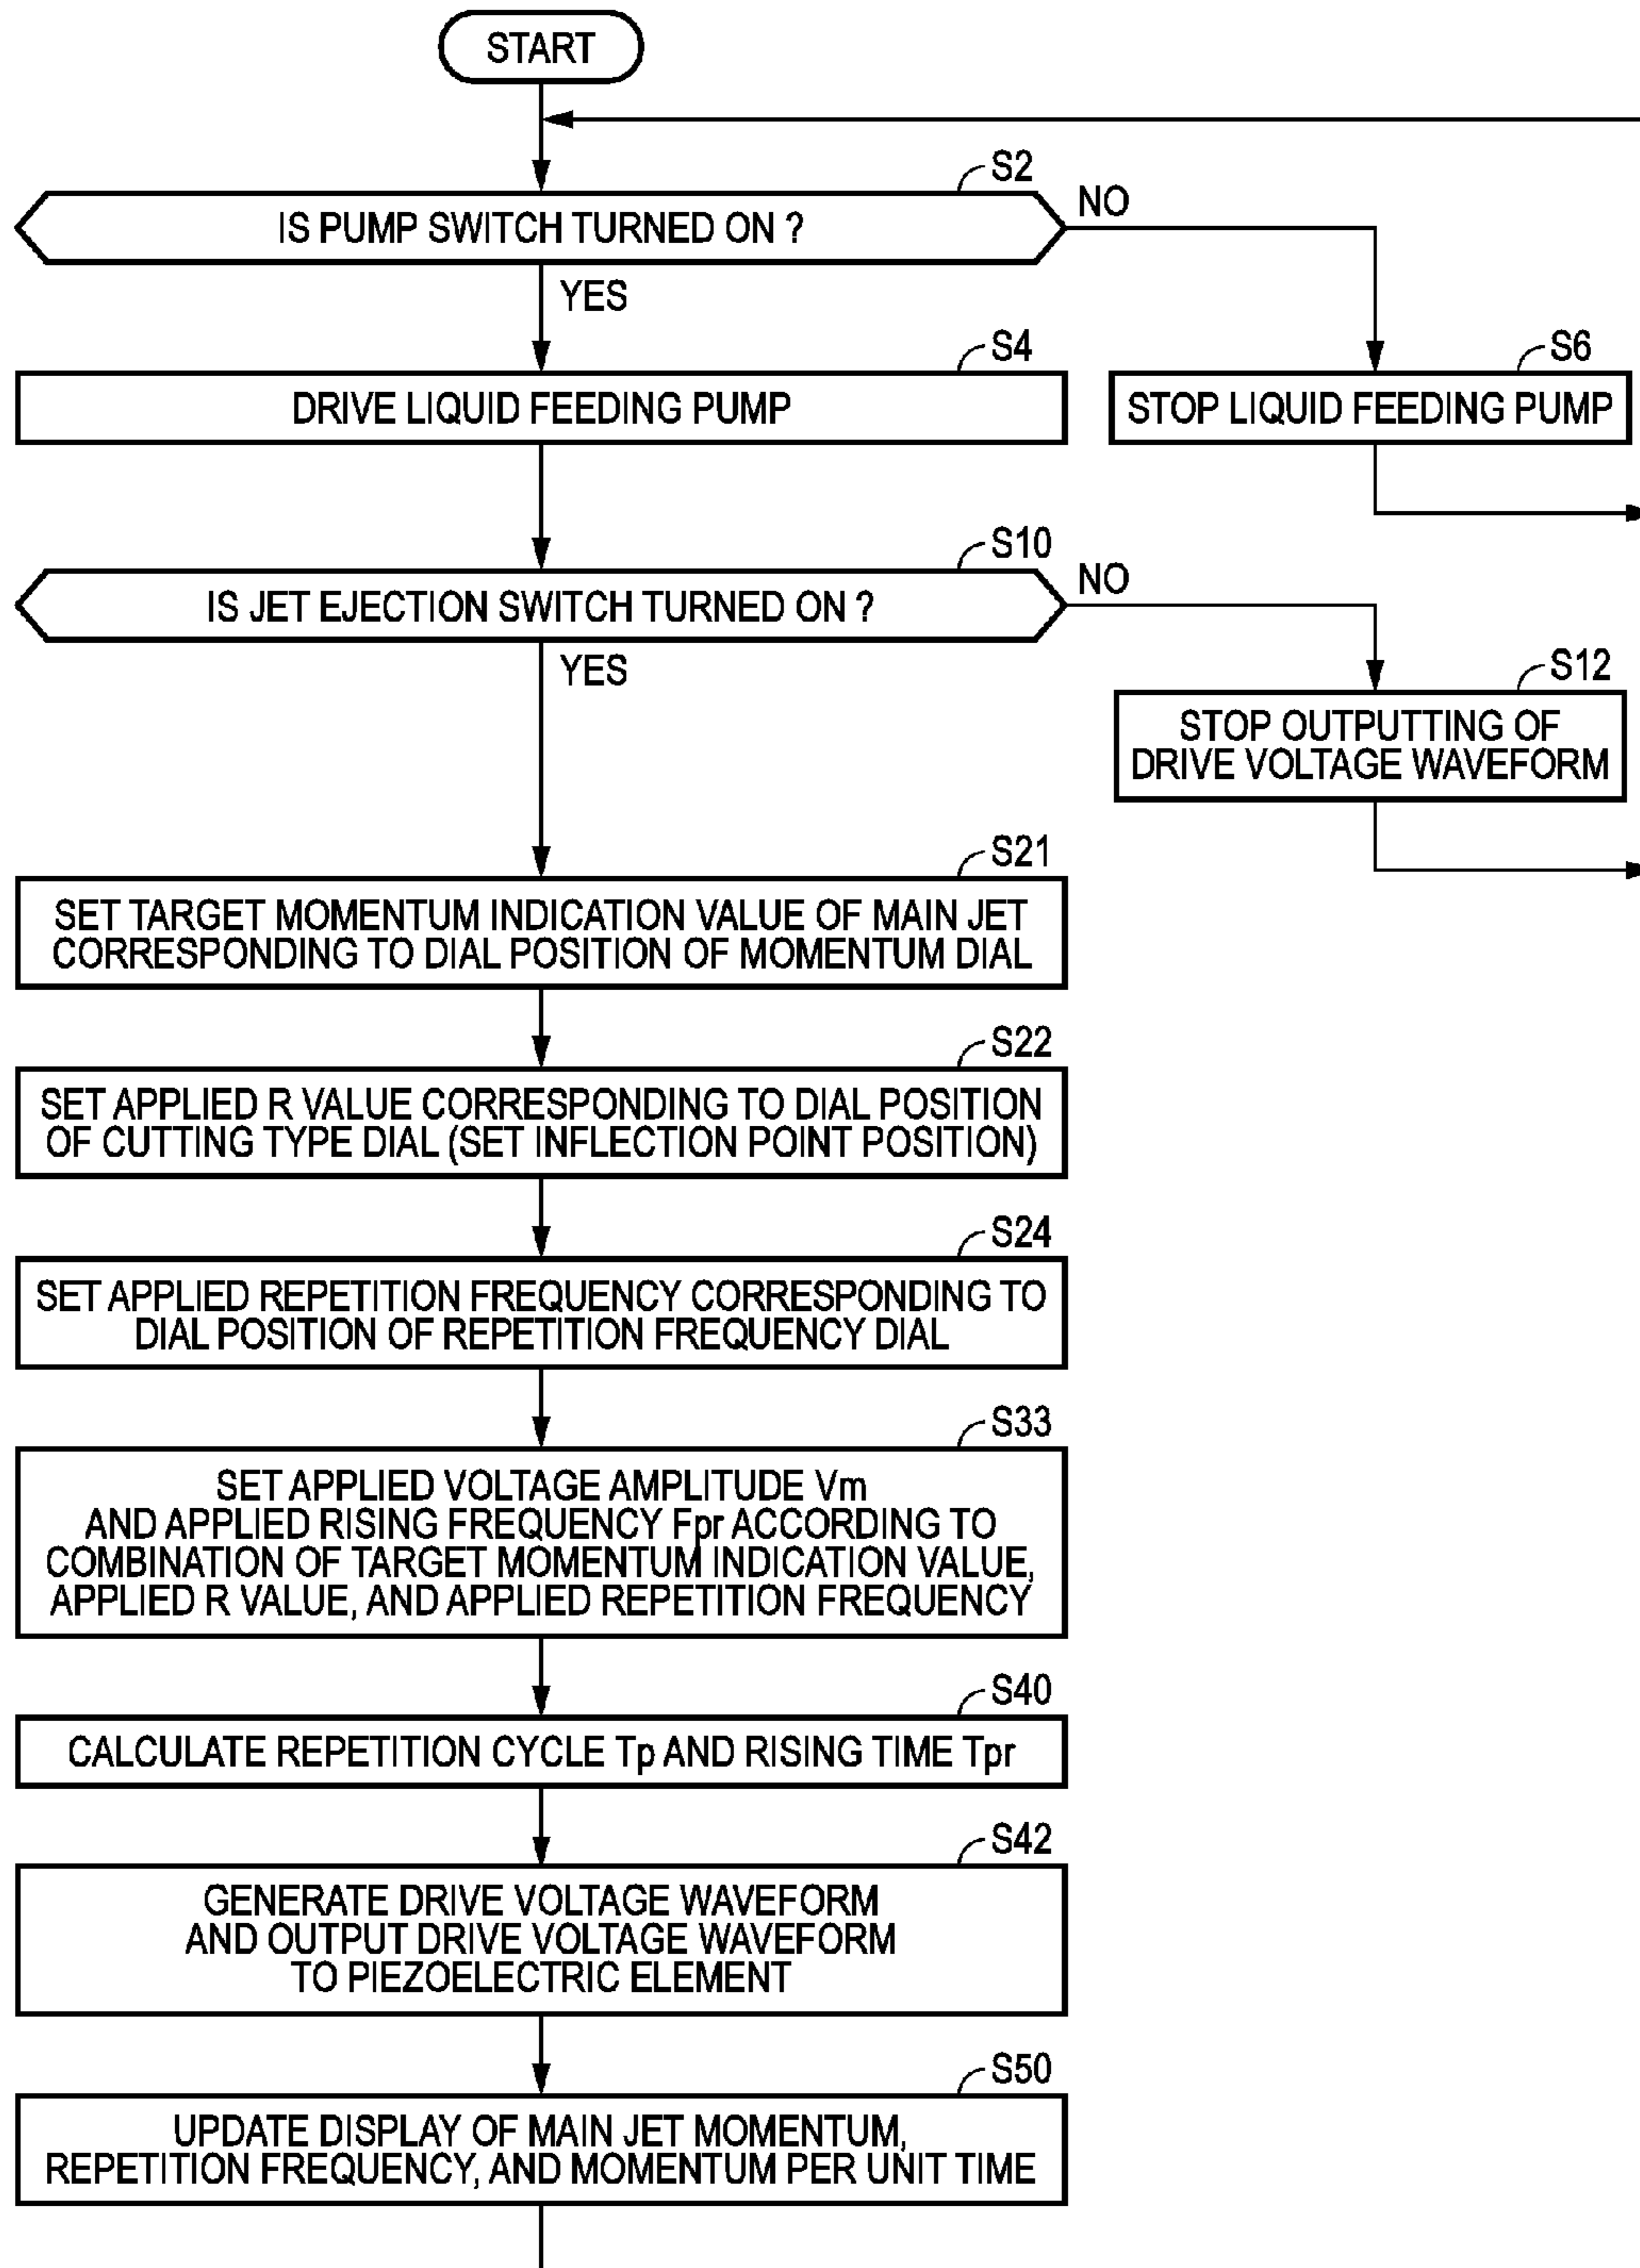 START
S2
IS PUMP SWITCH TURNED ON ?
NO
YES
S4
DRIVE LIQUID FEEDING PUMP
S6
STOP LIQUID FEEDING PUMP
S10
IS JET EJECTION SWITCH TURNED ON ?
NO
YES
S12
STOP OUTPUTTING OF
DRIVE VOLTAGE WAVEFORM
S21
SET TARGET MOMENTUM INDICATION VALUE OF MAIN JET
CORRESPONDING TO DIAL POSITION OF MOMENTUM DIAL
S22
SET APPLIED R VALUE CORRESPONDING TO DIAL POSITION
OF CUTTING TYPE DIAL (SET INFLECTION POINT POSITION)
S24
SET APPLIED REPETITION FREQUENCY CORRESPONDING TO
DIAL POSITION OF REPETITION FREQUENCY DIAL
S33
SET APPLIED VOLTAGE AMPLITUDE Vm
AND APPLIED RISING FREQUENCY Fpr ACCORDING TO
COMBINATION OF TARGET MOMENTUM INDICATION VALUE,
APPLIED R VALUE, AND APPLIED REPETITION FREQUENCY
S40
CALCULATE REPETITION CYCLE Tp AND RISING TIME Tpr
S42
GENERATE DRIVE VOLTAGE WAVEFORM
AND OUTPUT DRIVE VOLTAGE WAVEFORM
TO PIEZOELECTRIC ELEMENT
S50
UPDATE DISPLAY OF MAIN JET MOMENTUM,
REPETITION FREQUENCY, AND MOMENTUM PER UNIT TIME